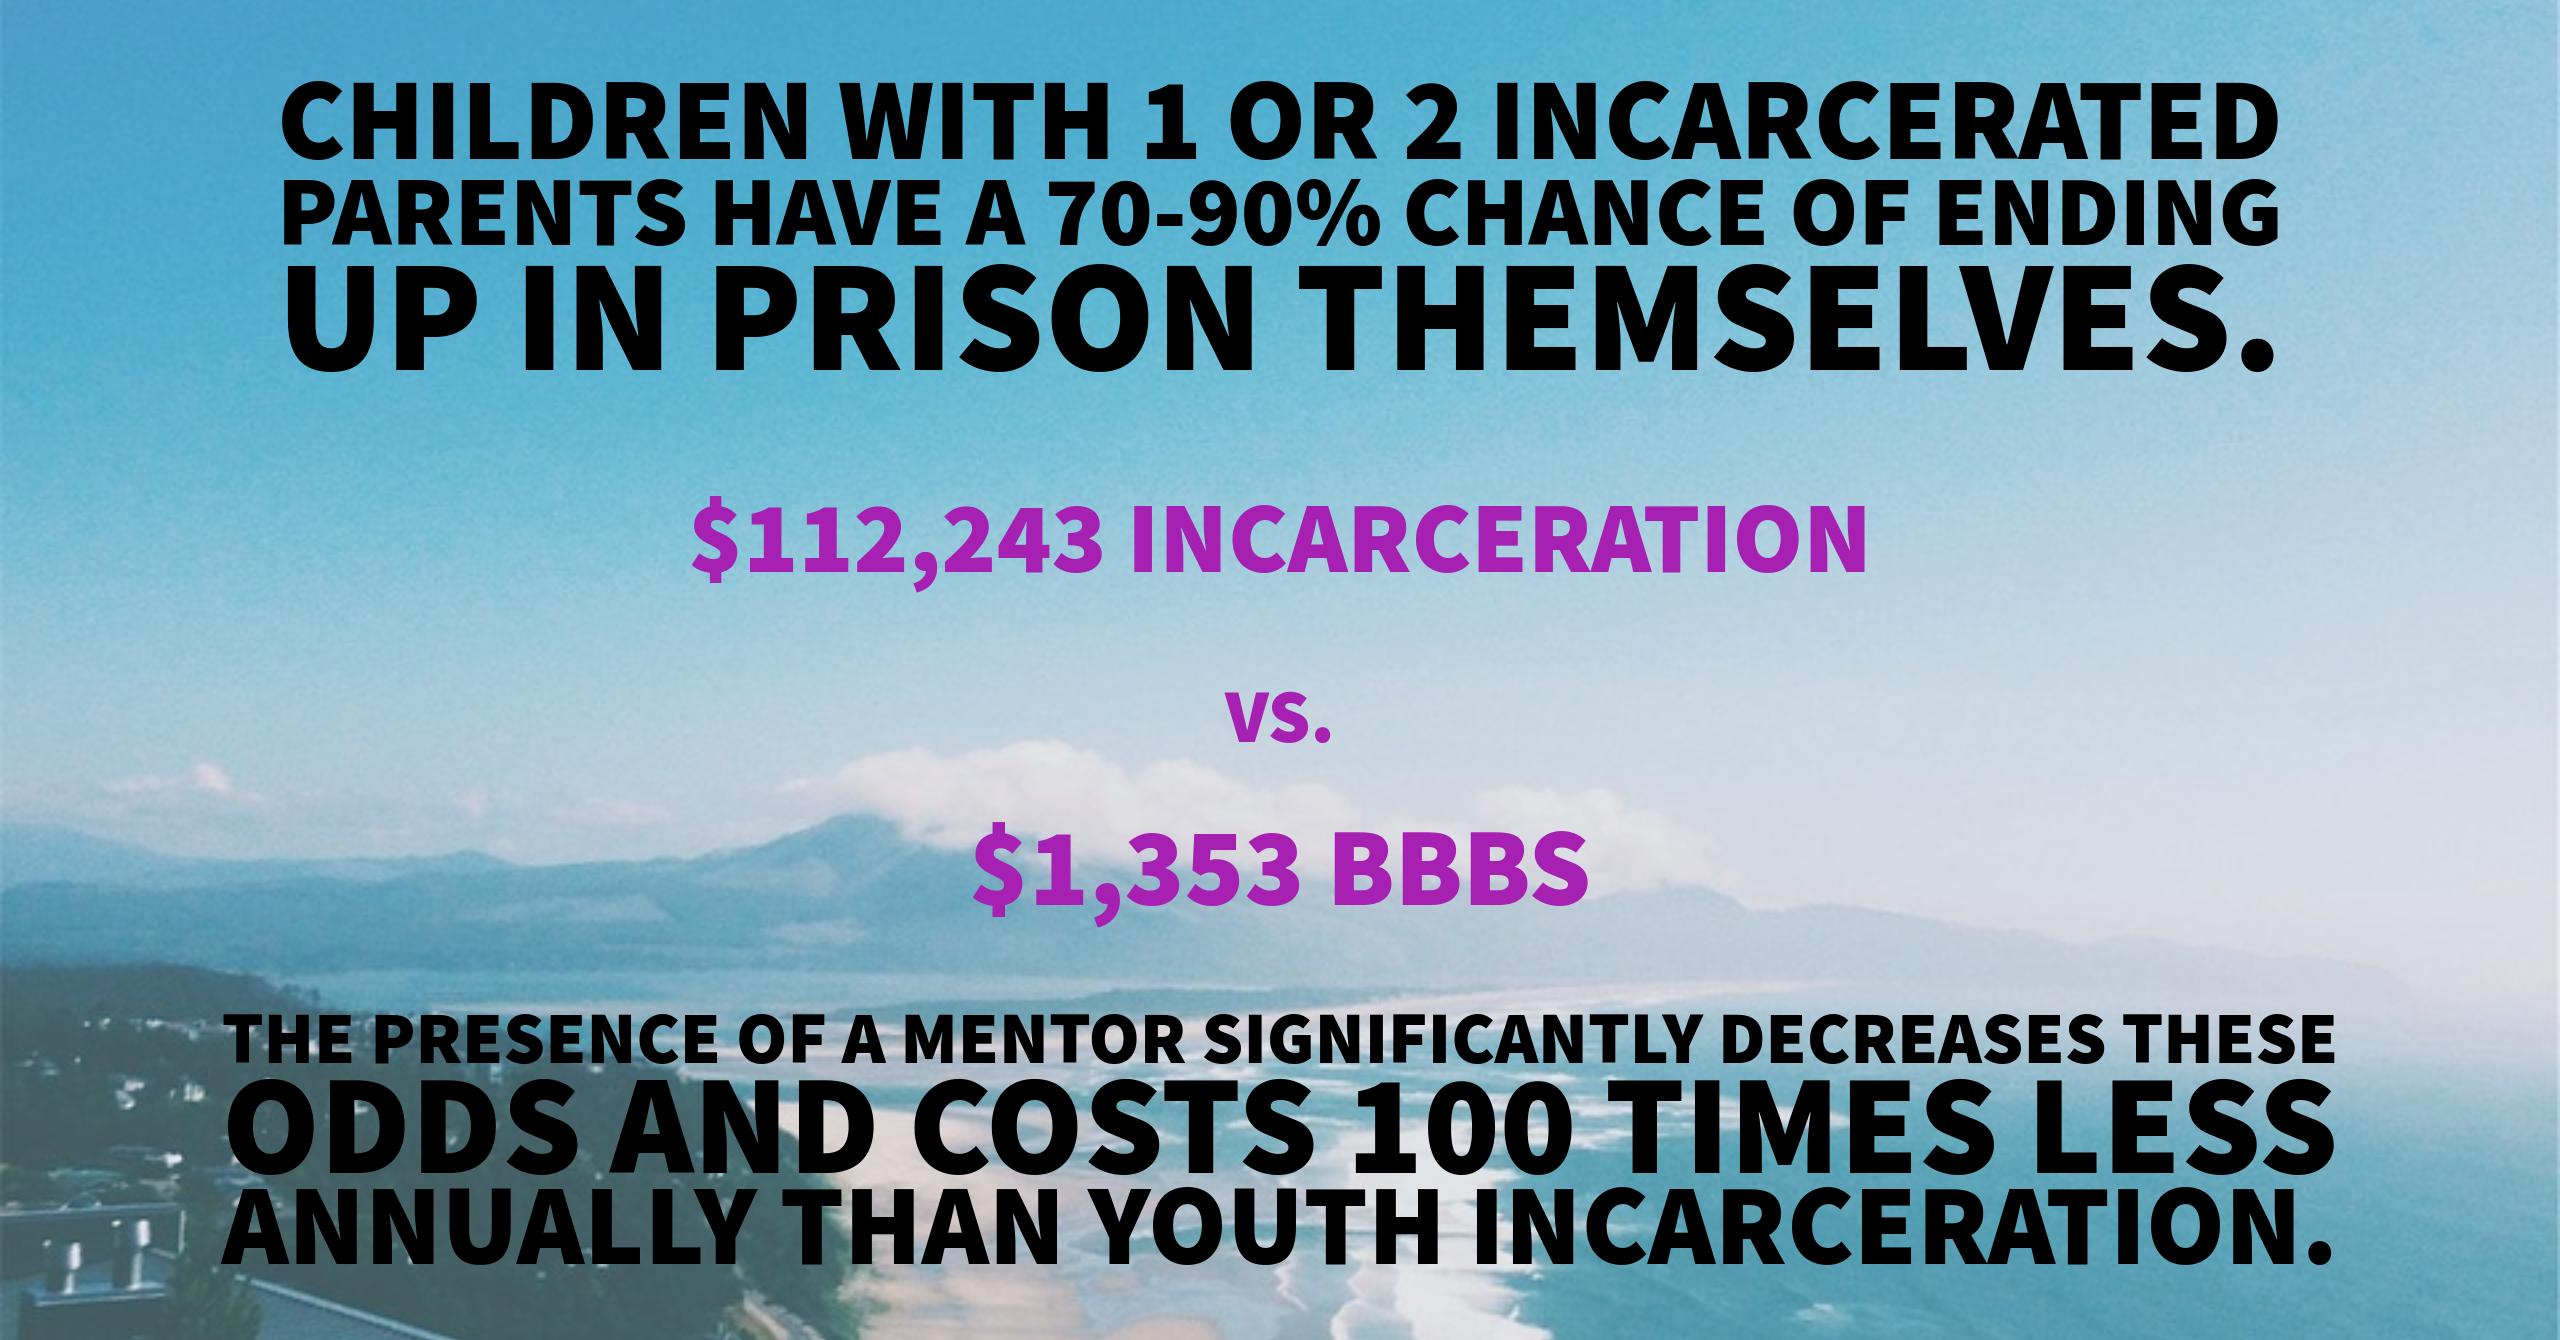 CHILDREN WITH 1 OR 2 INCARCERATED
PARENTS HAVE A 70-90% CHANCE OF ENDING
UP IN PRISON THEMSELVES.
$112,243 INCARCERATION
VS.
$1,353 BBBS
THE PRESENCE OF A MENTOR SIGNIFICANTLY DECREASES THESE
ODDS AND COSTS 100 TIMES LESS
ANNUALLY THAN YOUTH INCARCERATION.